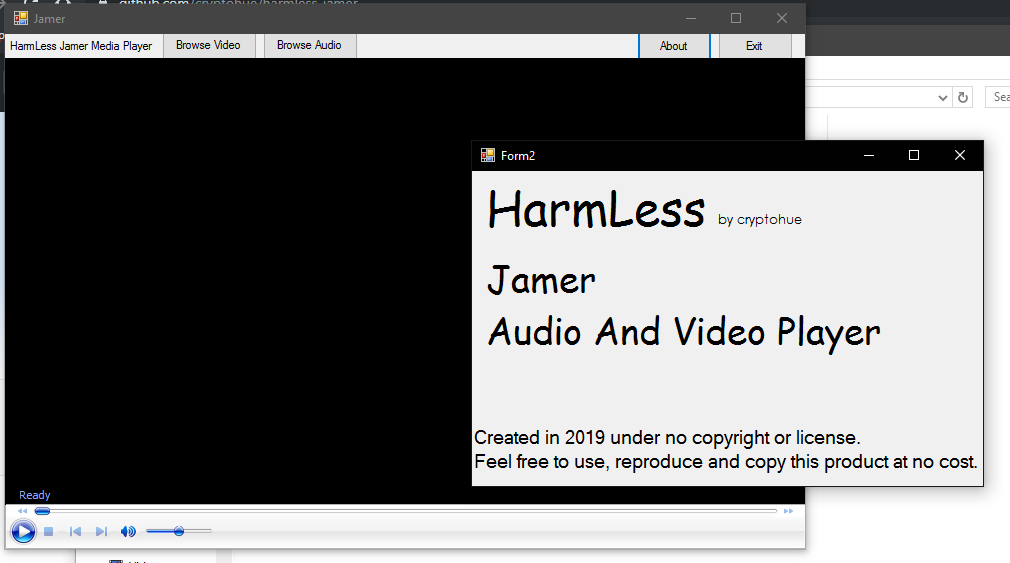 github.com/cryptohue/harmless-jamer
Jamer
HarmLess Jamer Media Player
Browse Video
Browse Audio
About
Exit
Sea
Form2
HarmLess by cryptohue
Jamer
Audio And Video Player
Created in 2019 under no copyright or license.
Feel free to use, reproduce and copy this product at no cost.
Ready